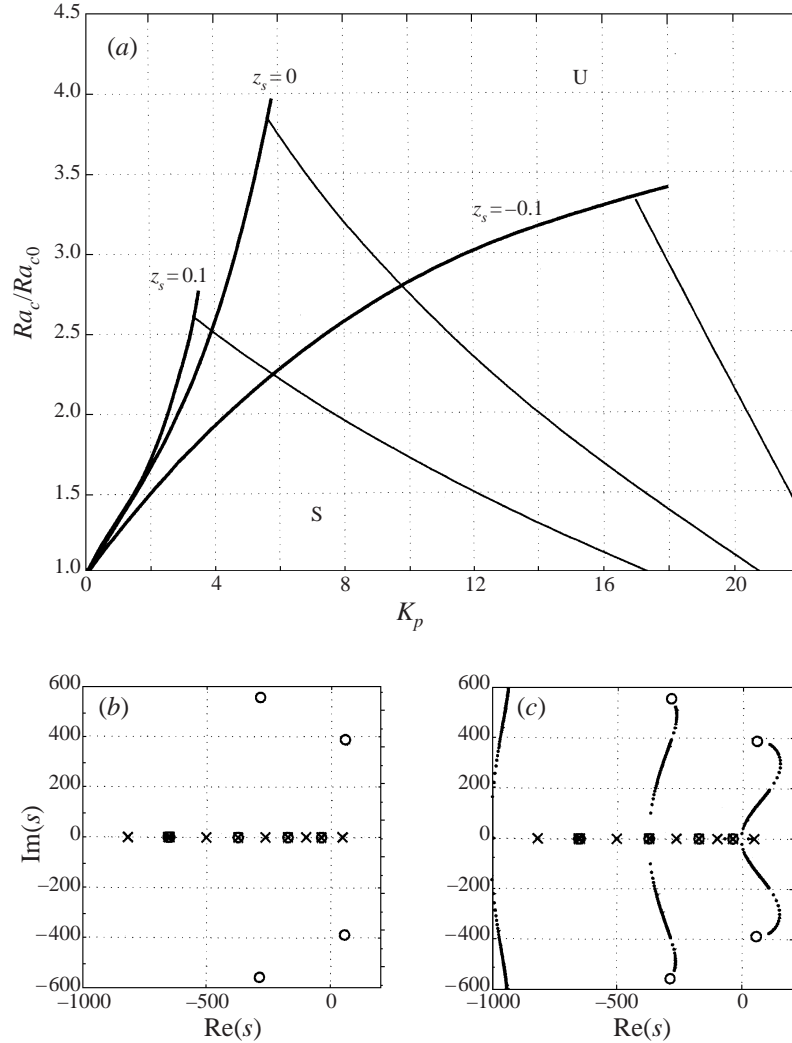 4.5
(a)
z_s = 0
U
4.0
3.5
z_s = −0.1
3.0
z_s = 0.1
Ra_c/Ra_c0
2.5
2.0
1.5
S
1.0
0 4 8 12 16 20
K_p
600
(b)
400
200
0
−200
−400
−600
Im(s)
−1000 −500 0
Re(s)
600
(c)
400
200
0
−200
−400
−600
−1000 −500 0
Re(s)